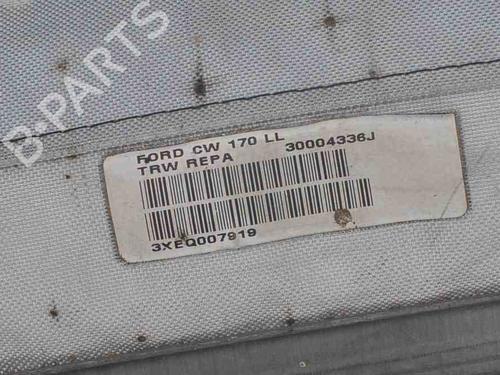 B-PARTS
FORD CW 170 LL
TRW REPA 30004336J
3XEQ007919